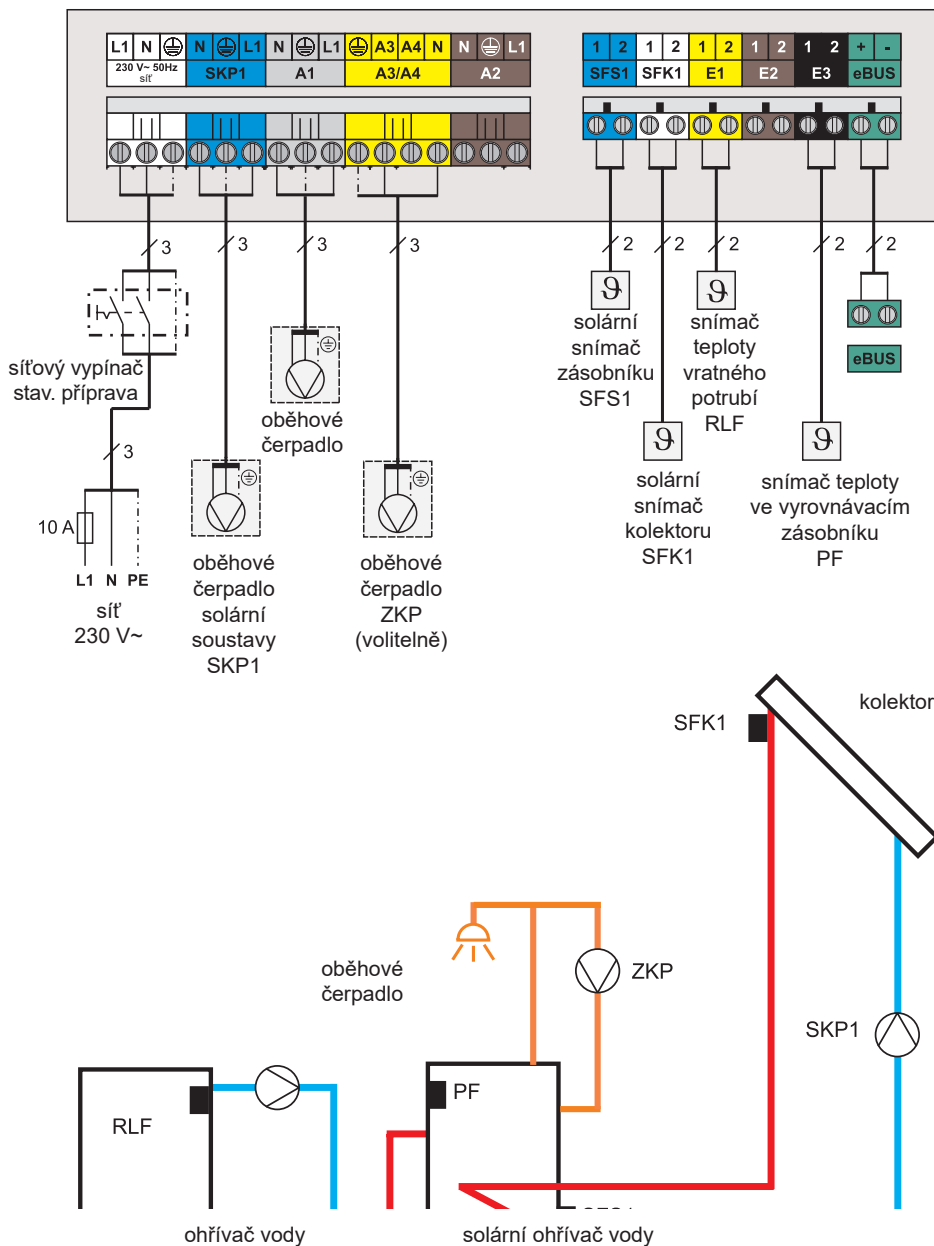 L1 N N L1 N L1 A3 A4 N N L1
230 V~ 50Hz
síť
SKP1 A1 A3/A4 A2
1 2 1 2 1 2 1 2 1 2 + -
SFS1 SFK1 E1 E2 E3 eBUS
3 3 3 3 2 2 2 2 2
síťový vypínač
stav. příprava
3
10 A
L1 N PE
síť
230 V~
oběhové
čerpadlo
solární
soustavy
SKP1
oběhové
čerpadlo
oběhové
čerpadlo
ZKP
(volitelně)
ϑ
solární
snímač
zásobníku
SFS1
ϑ
solární
snímač
kolektoru
SFK1
ϑ
snímač
teploty
vratného
potrubí
RLF
ϑ
snímač teploty
ve vyrovnávacím
zásobníku
PF
eBUS
SFK1
kolektor
oběhové
čerpadlo
ZKP
SKP1
RLF
PF
ohřívač vody
solární ohřívač vody